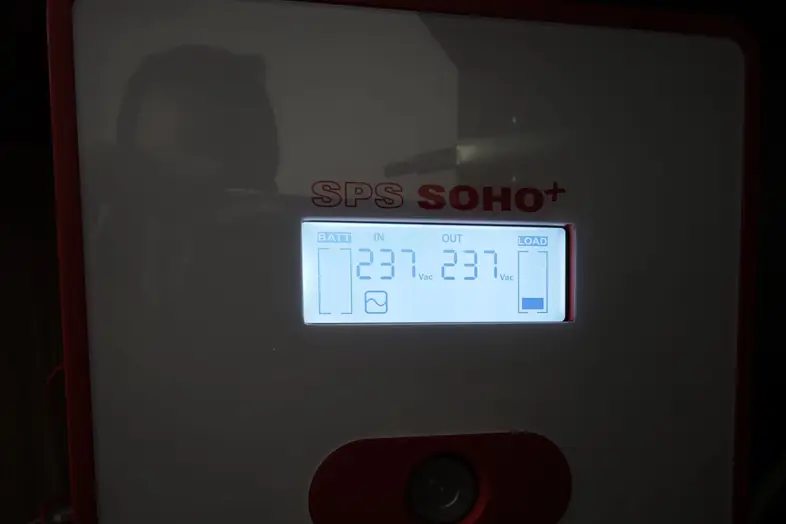 SPS SOHO+
BATT IN OUT LOAD
237 Vac 237 Vac